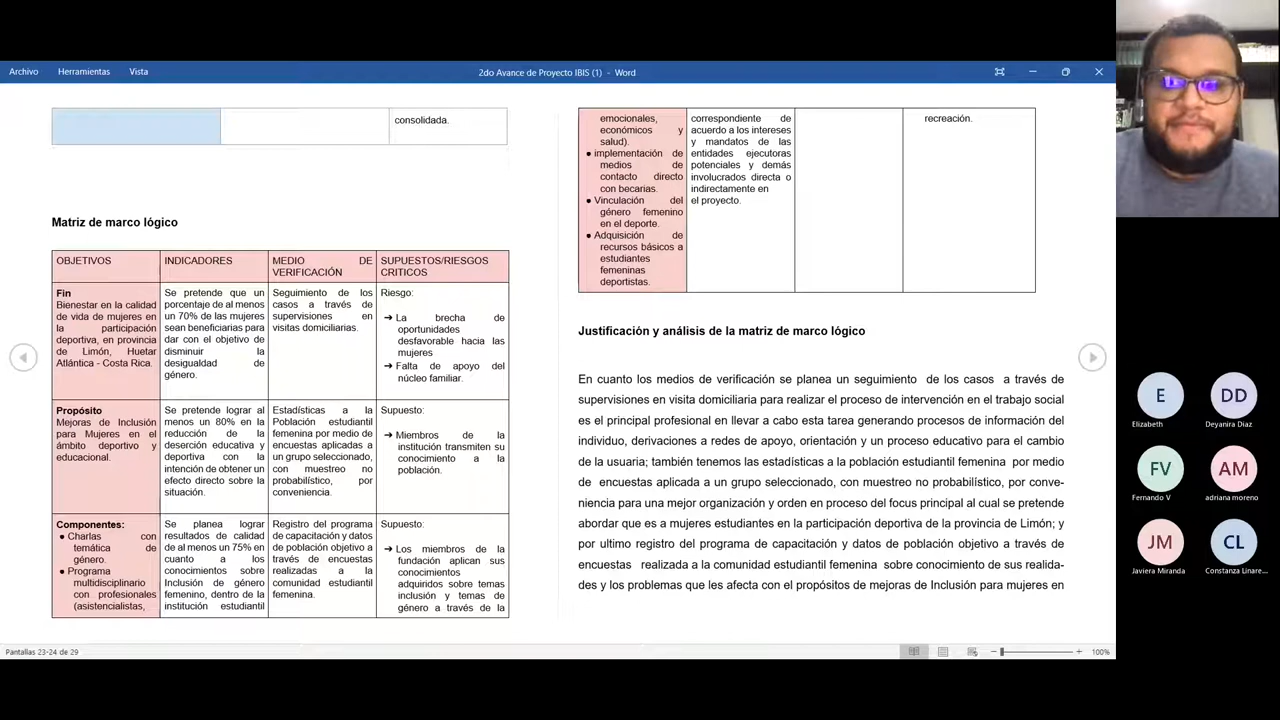 Archivo
Herramientas
Vista
2do Avance de Proyecto IBIS (1) - Word
consolidada.
Matriz de marco lógico
OBJETIVOS
INDICADORES
MEDIO DE
VERIFICACIÓN
SUPUESTOS/RIESGOS
CRITICOS
Fin
Bienestar en la calidad
de vida de mujeres en
la participación
deportiva, en provincia
de Limón, Huetar
Atlántica - Costa Rica.
Se pretende que un
porcentaje de al menos
un 70% de las mujeres
sean beneficiarias para
dar con el objetivo de
disminuir la
desigualdad de
género.
Seguimiento de los
casos a través de
supervisiones en
visitas domiciliarias.
Riesgo:
➔ La brecha de
oportunidades
desfavorable hacia las
mujeres
➔ Falta de apoyo del
núcleo familiar.
Propósito
Mejoras de Inclusión
para Mujeres en el
ámbito deportivo y
educacional.
Se pretende lograr al
menos un 80% en la
reducción de la
deserción educativa y
deportiva con la
intención de obtener un
efecto directo sobre la
situación.
Estadísticas a la
Población estudiantil
femenina por medio de
un grupo seleccionado,
con muestreo no
probabilístico, por
conveniencia.
Supuesto:
➔ Miembros de la
institución transmiten su
conocimiento a la
población.
Componentes:
● Charlas con
temática de
género.
● Programa
multidisciplinario
con profesionales
(asistencialistas,
Se planea lograr
resultados de calidad
de al menos un 75% en
cuanto a los
conocimientos sobre
Inclusión de género
femenino, dentro de la
institución estudiantil
Registro del programa
de capacitación y datos
de población objetivo a
través de encuestas
realizadas a la
comunidad estudiantil
femenina.
Supuesto:
➔ Los miembros de la
fundación aplican sus
conocimientos
adquiridos sobre temas
inclusión y temas de
género a través de la
emocionales,
económicos y
salud).
● implementación de
medios de
contacto directo
con becarias.
● Vinculación del
género femenino
en el deporte.
● Adquisición de
recursos básicos a
estudiantes
femeninas
deportistas.
correspondiente de
acuerdo a los intereses
y mandatos de las
entidades ejecutoras
potenciales y demás
involucrados directa o
indirectamente en
el proyecto.
recreación.
Justificación y análisis de la matriz de marco lógico
En cuanto los medios de verificación se planea un seguimiento de los casos a través de
supervisiones en visita domiciliaria para realizar el proceso de intervención en el trabajo social
es el principal profesional en llevar a cabo esta tarea generando procesos de información del
individuo, derivaciones a redes de apoyo, orientación y un proceso educativo para el cambio
de la usuaria; también tenemos las estadísticas a la población estudiantil femenina por medio
de encuestas aplicada a un grupo seleccionado, con muestreo no probabilístico, por conve-
niencia para una mejor organización y orden en proceso del focus principal al cual se pretende
abordar que es a mujeres estudiantes en la participación deportiva de la provincia de Limón; y
por ultimo registro del programa de capacitación y datos de población objetivo a través de
encuestas realizada a la comunidad estudiantil femenina sobre conocimiento de sus realida-
des y los problemas que les afecta con el propósitos de mejoras de Inclusión para mujeres en
Pantallas 23-24 de 29
100%
E
Elizabeth
DD
Deyanira Diaz
FV
Fernando V
AM
adriana moreno
JM
Javiera Miranda
CL
Constanza Linare...